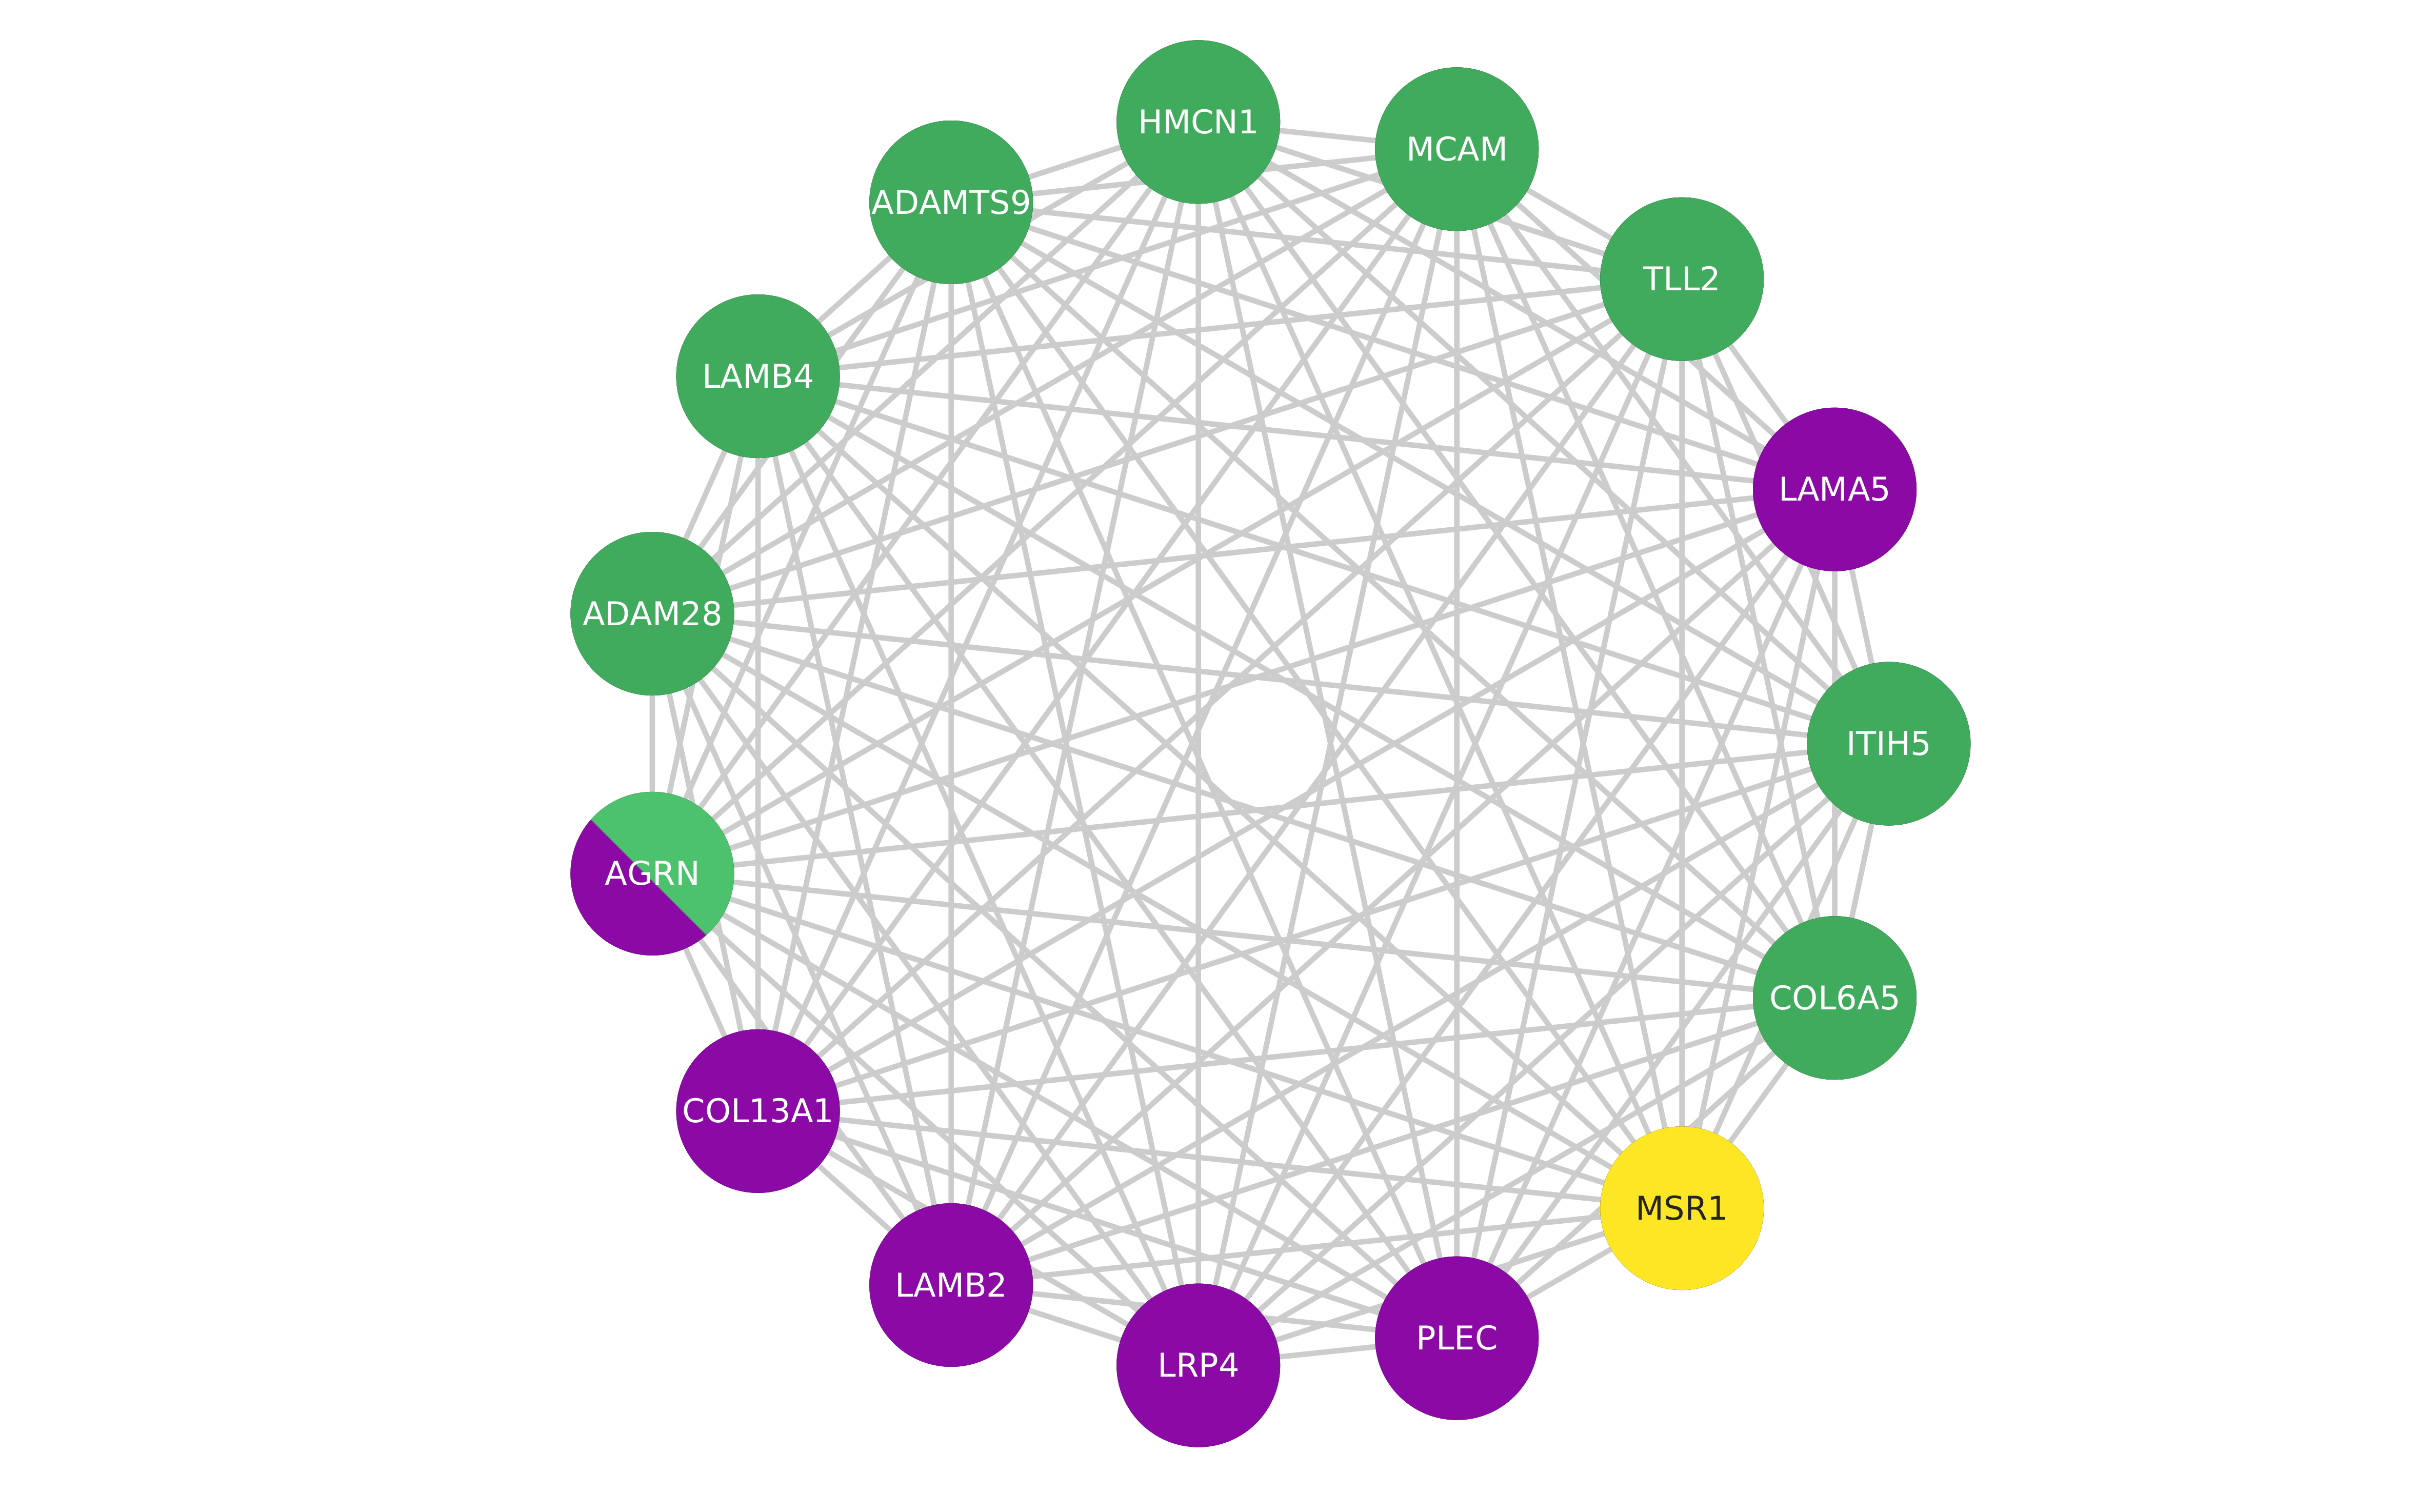 HMCN1
MCAM
ADAMTS9
TLL2
LAMB4
LAMA5
ADAM28
ITIH5
AGRN
COL6A5
COL13A1
MSR1
LAMB2
PLEC
LRP4